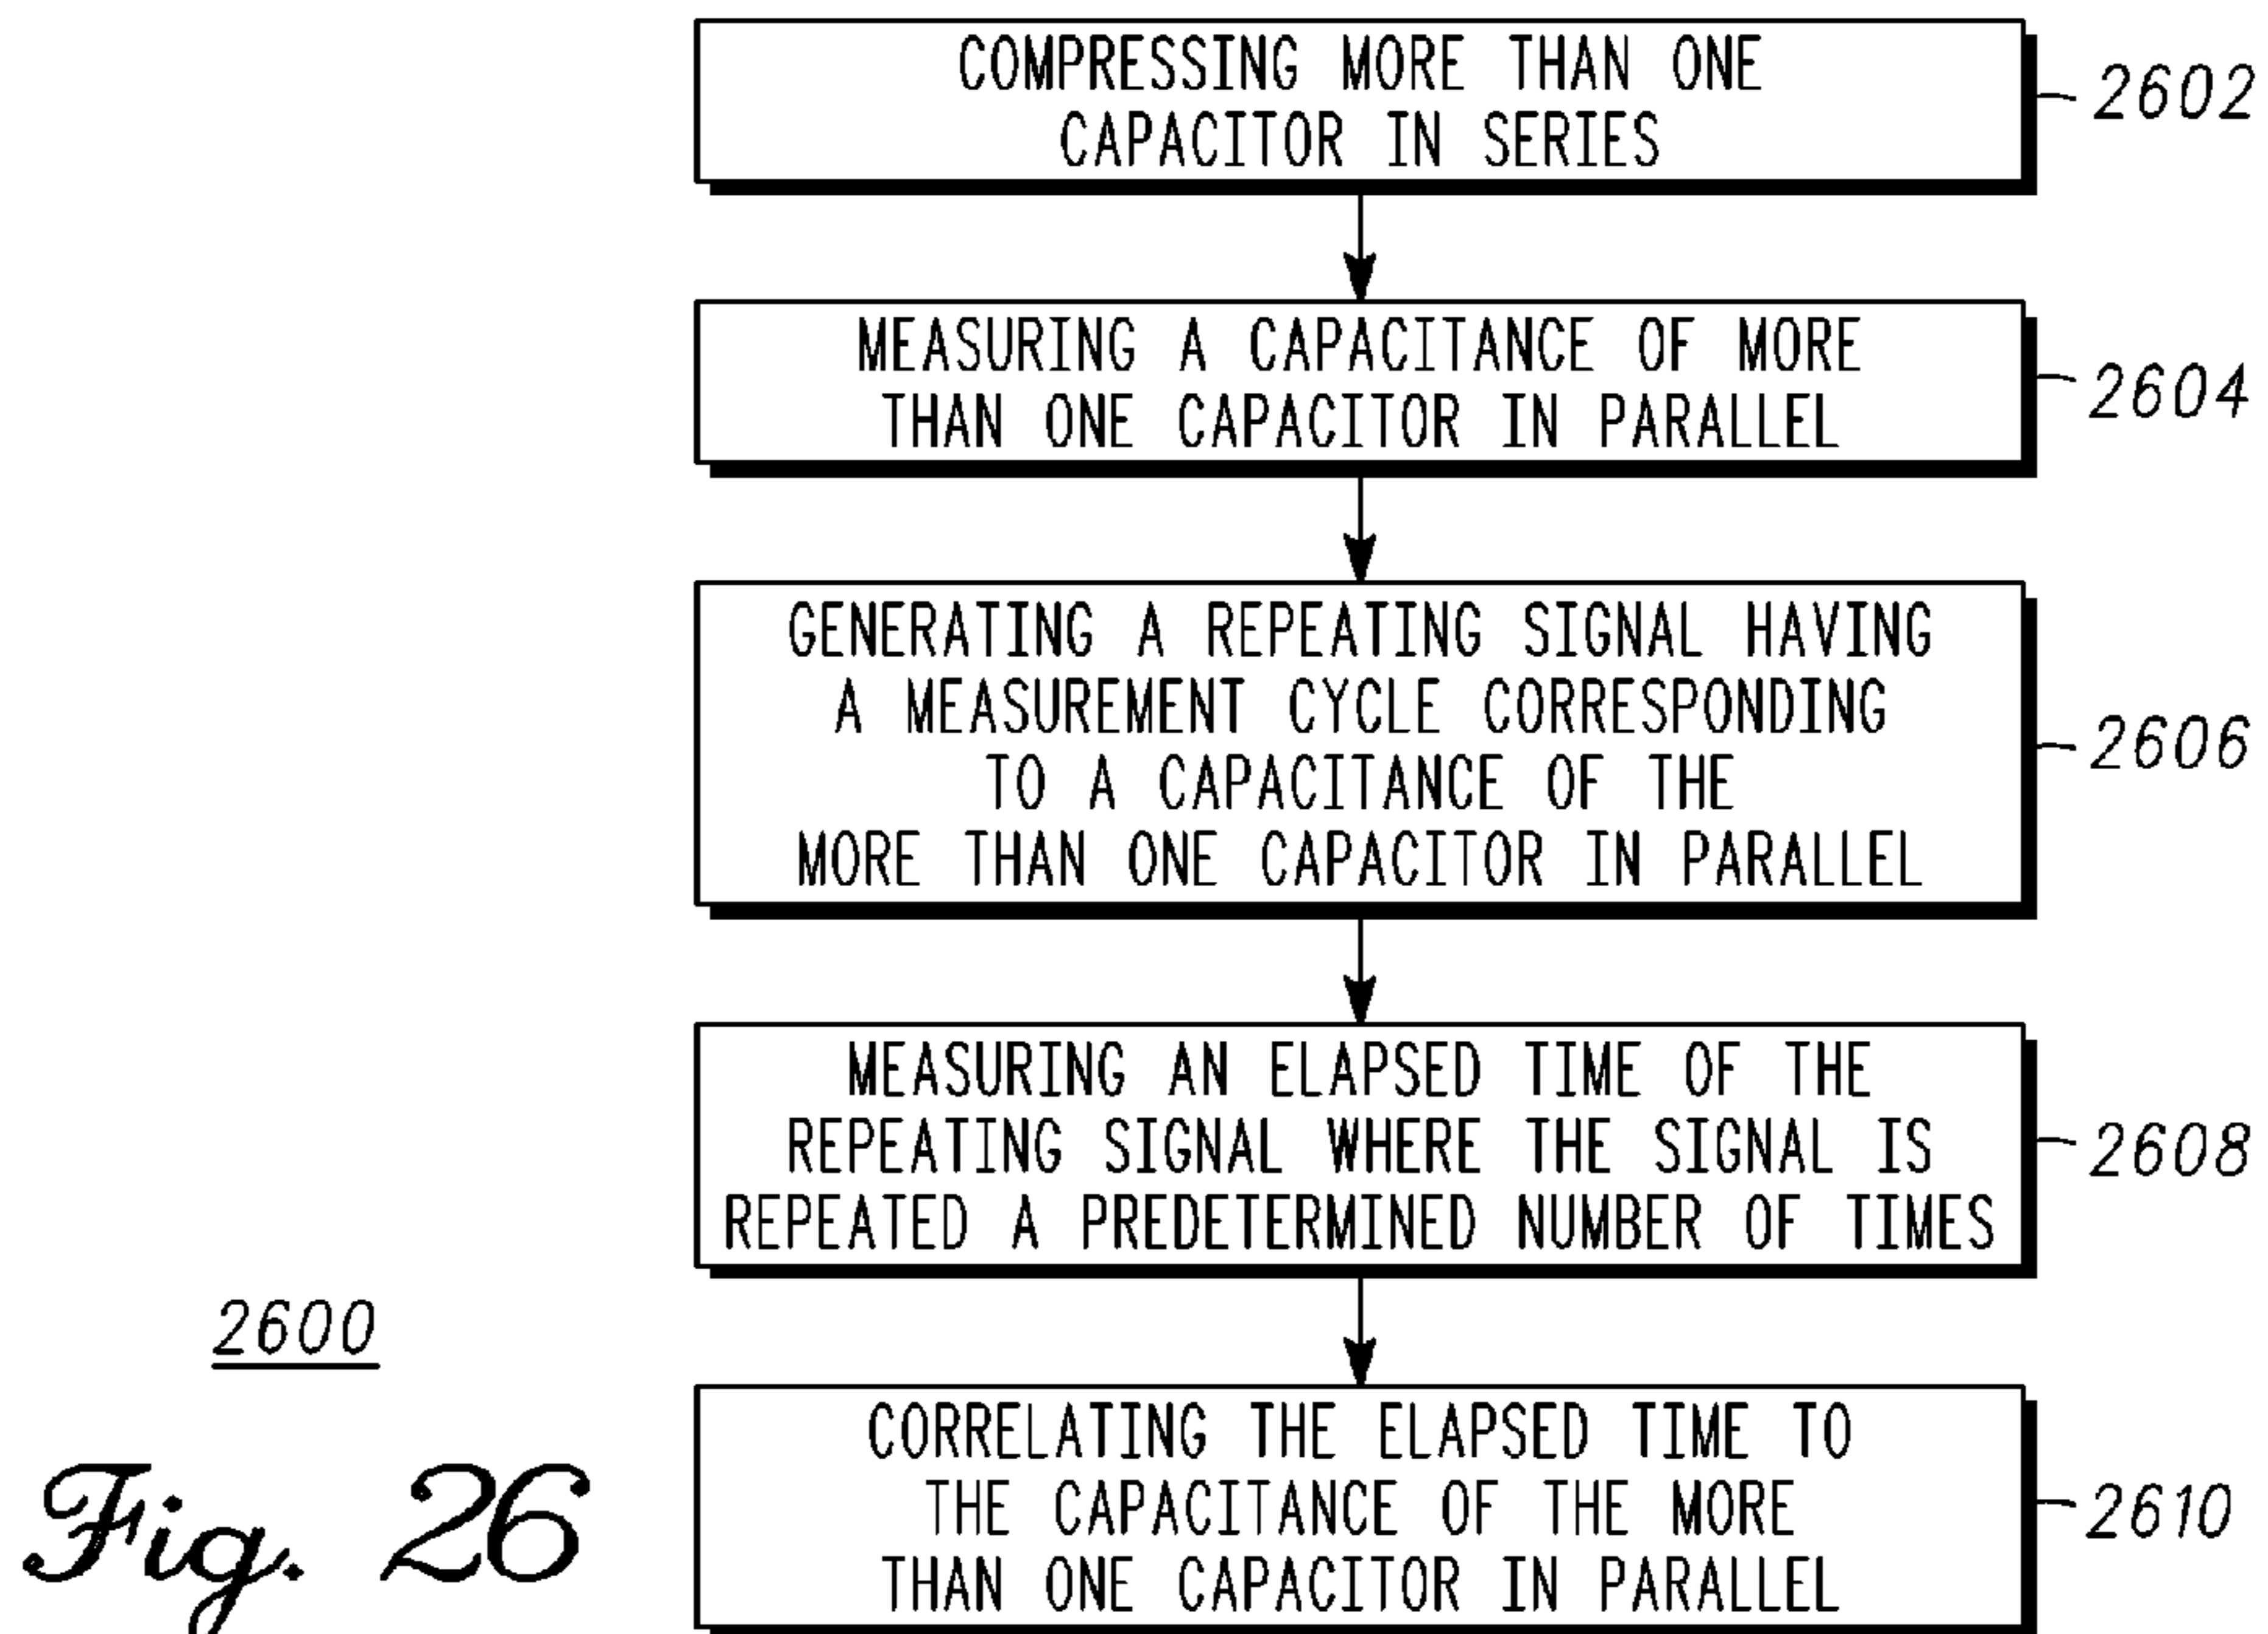 COMPRESSING MORE THAN ONE
CAPACITOR IN SERIES
2602
MEASURING A CAPACITANCE OF MORE
THAN ONE CAPACITOR IN PARALLEL
2604
GENERATING A REPEATING SIGNAL HAVING
A MEASUREMENT CYCLE CORRESPONDING
TO A CAPACITANCE OF THE
MORE THAN ONE CAPACITOR IN PARALLEL
2606
MEASURING AN ELAPSED TIME OF THE
REPEATING SIGNAL WHERE THE SIGNAL IS
REPEATED A PREDETERMINED NUMBER OF TIMES
2608
CORRELATING THE ELAPSED TIME TO
THE CAPACITANCE OF THE MORE
THAN ONE CAPACITOR IN PARALLEL
2610
2600
Fig. 26